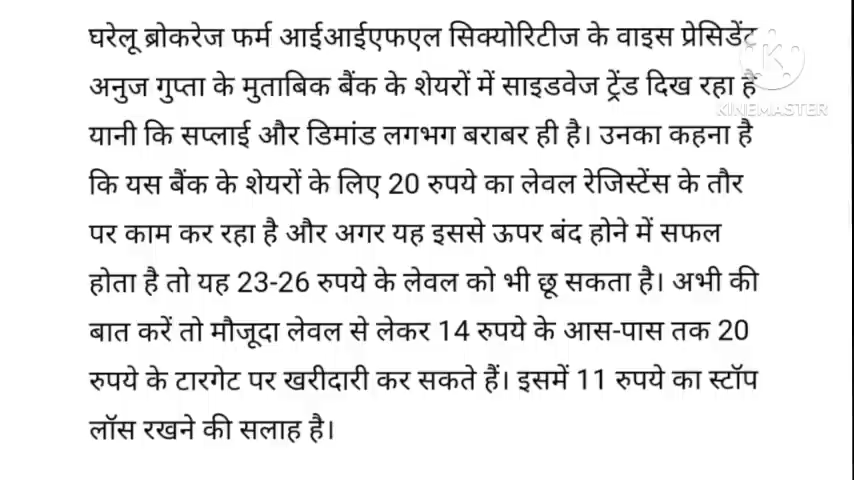 घरेलू ब्रोकरेज फर्म आईआईएफएल सिक्योरिटीज के वाइस प्रेसिडेंट
अनुज गुप्ता के मुताबिक बैंक के शेयरों में साइडवेज ट्रेंड दिख रहा है
KINEMASTER
यानी कि सप्लाई और डिमांड लगभग बराबर ही है। उनका कहना है
कि यस बैंक के शेयरों के लिए 20 रुपये का लेवल रेजिस्टेंस के तौर
पर काम कर रहा है और अगर यह इससे ऊपर बंद होने में सफल
होता है तो यह 23-26 रुपये के लेवल को भी छू सकता है। अभी की
बात करें तो मौजूदा लेवल से लेकर 14 रुपये के आस-पास तक 20
रुपये के टारगेट पर खरीदारी कर सकते हैं। इसमें 11 रुपये का स्टॉप
लॉस रखने की सलाह है।